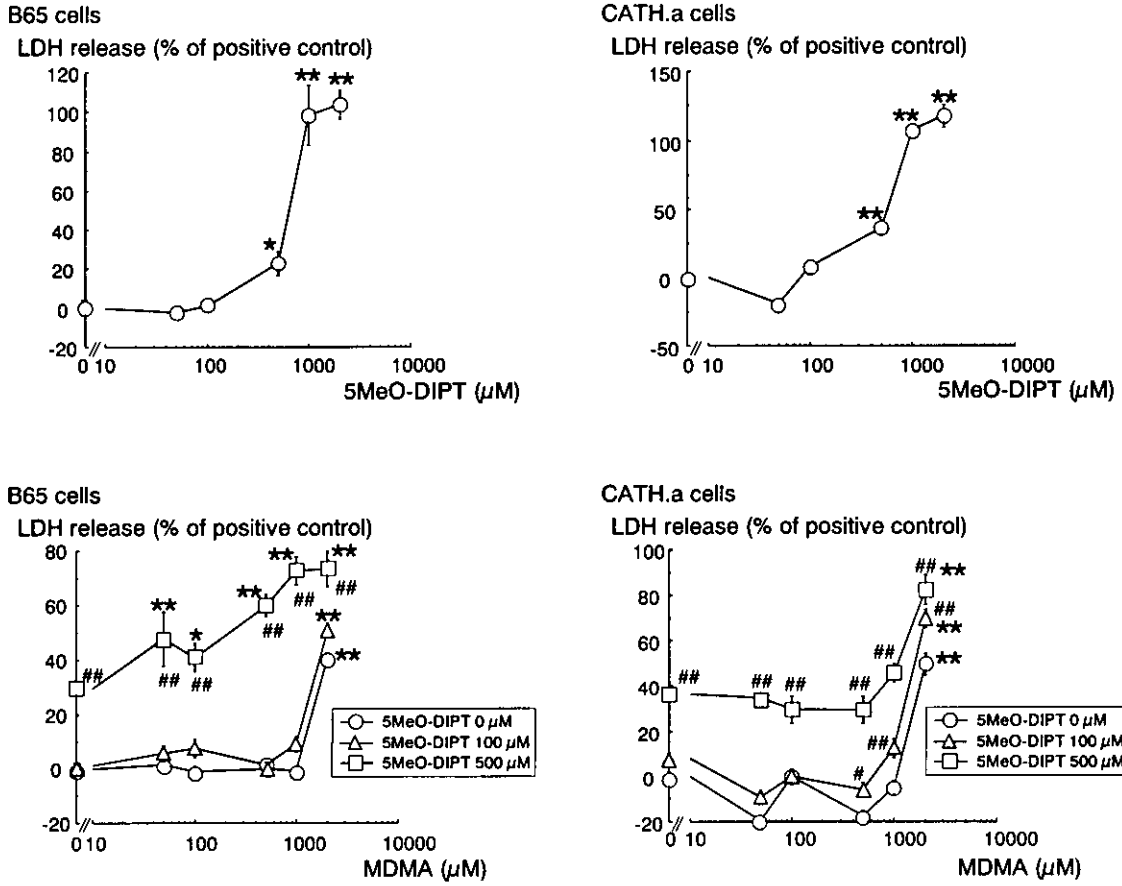 B65 cells
LDH release (% of positive control)
120
100
80
60
40
20
0
-20
** **
*
0 // 10 100 1000 10000
5MeO-DIPT (µM)
CATH.a cells
LDH release (% of positive control)
150
100
50
0
-50
**
**
**
0 // 10 100 1000 10000
5MeO-DIPT (µM)
B65 cells
LDH release (% of positive control)
80
60
40
20
0
-20
** **
## ##
** **
** ##
*
## ## ##
**
5MeO-DIPT 0 µM
5MeO-DIPT 100 µM
5MeO-DIPT 500 µM
0 // 10 100 1000 10000
MDMA (µM)
CATH.a cells
LDH release (% of positive control)
100
80
60
40
20
0
-20
## **
##
**
## **
## ## ## ##
##
#
5MeO-DIPT 0 µM
5MeO-DIPT 100 µM
5MeO-DIPT 500 µM
0 // 10 100 1000 10000
MDMA (µM)